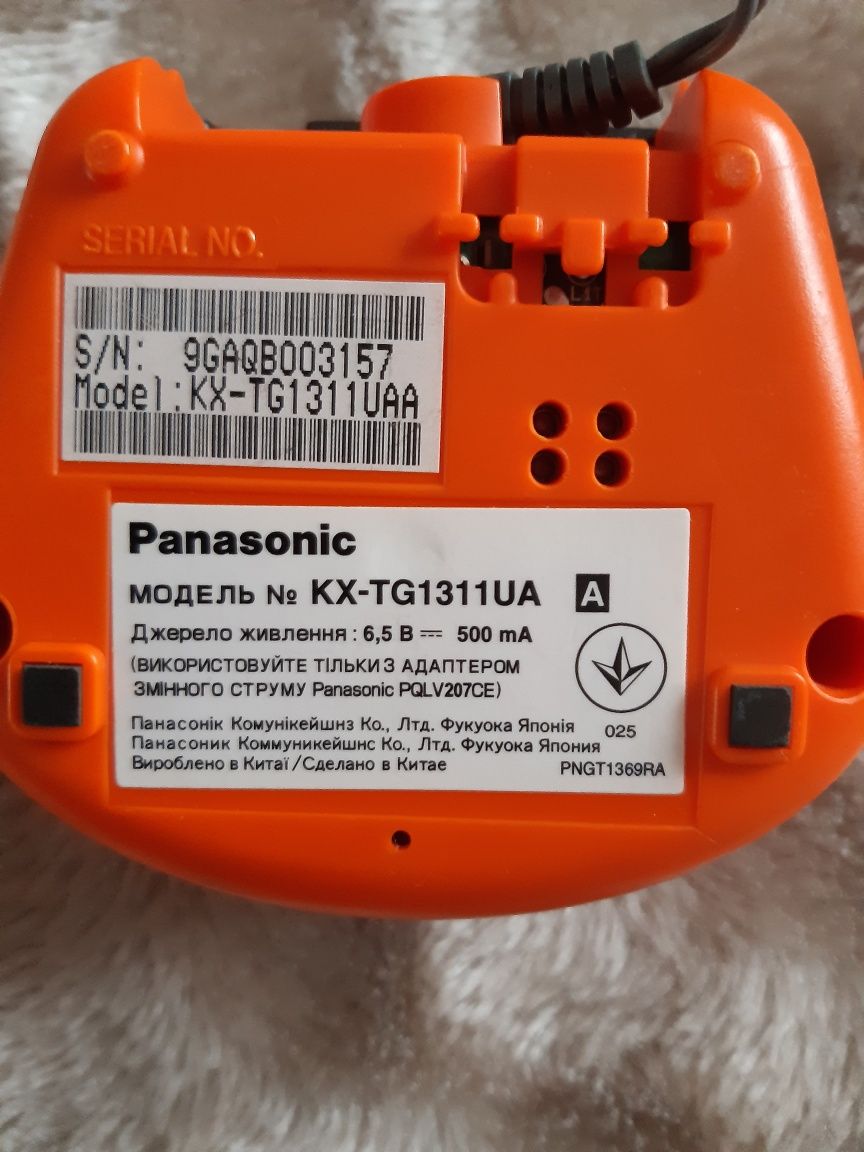 SERIAL NO.
S/N: 9GAQB003157
Model:KX-TG1311UAA
Panasonic
МОДЕЛЬ № KX-TG1311UA A
Джерело живлення : 6,5 В 500 mA
(ВИКОРИСТОВУЙТЕ ТІЛЬКИ З АДАПТЕРОМ
ЗМІННОГО СТРУМУ Panasonic PQLV207CE)
Панасонік Комунікейшнз Ко., Лтд. Фукуока Японія
025
Панасоник Коммуникейшнс Ко., Лтд. Фукуока Япония
Вироблено в Китаї /Сделано в Китае
PNGT1369RA